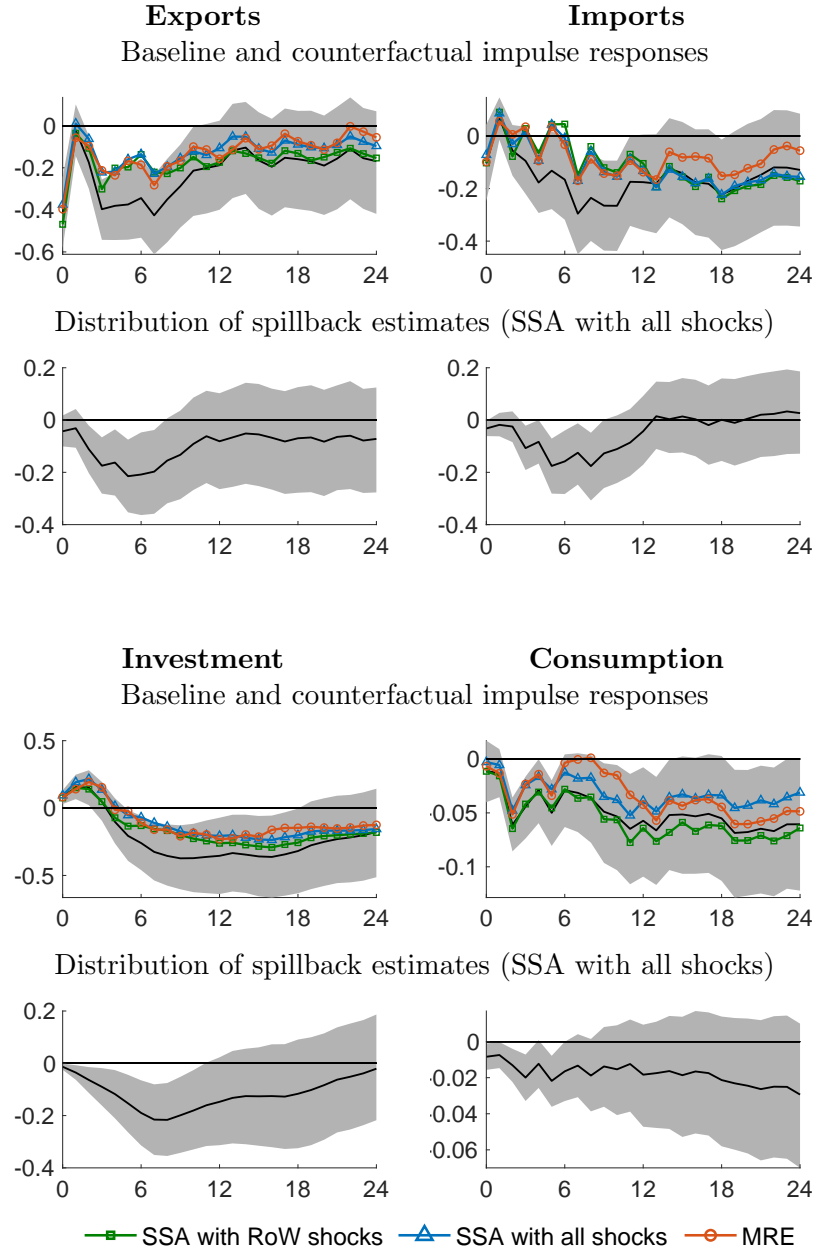 Exports Imports
Baseline and counterfactual impulse responses
0 0
-0.2 -0.2
-0.4
-0.6 -0.4
0 6 12 18 24 0 6 12 18 24
Distribution of spillback estimates (SSA with all shocks)
0.2 0.2
0 0
-0.2 -0.2
-0.4 -0.4
0 6 12 18 24 0 6 12 18 24
Investment Consumption
Baseline and counterfactual impulse responses
0.5 0
0 -0.05
-0.5 -0.1
0 6 12 18 24 0 6 12 18 24
Distribution of spillback estimates (SSA with all shocks)
0.2 0
0 -0.02
-0.2 -0.04
-0.4 -0.06
0 6 12 18 24 0 6 12 18 24
SSA with RoW shocks SSA with all shocks MRE